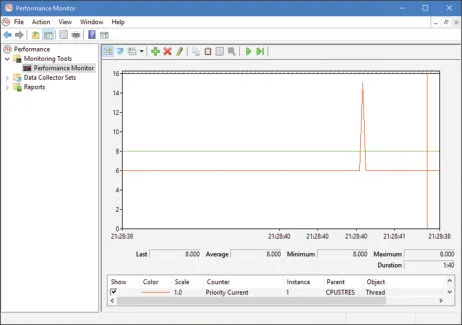 Performance Monitor
File Action View Window Help
Performance
Monitoring Tools
Performance Monitor
Data Collector Sets
Reports
16
14
12
10
8
6
4
2
0
21:28:38 21:28:40 21:28:40 21:28:41 21:28:38
Last 8.000 Average 8.000 Minimum 8.000 Maximum 8.000
Duration 1:40
Show Color Scale Counter Instance Parent Object
1.0 Priority Current 1 CPUSTRES Thread